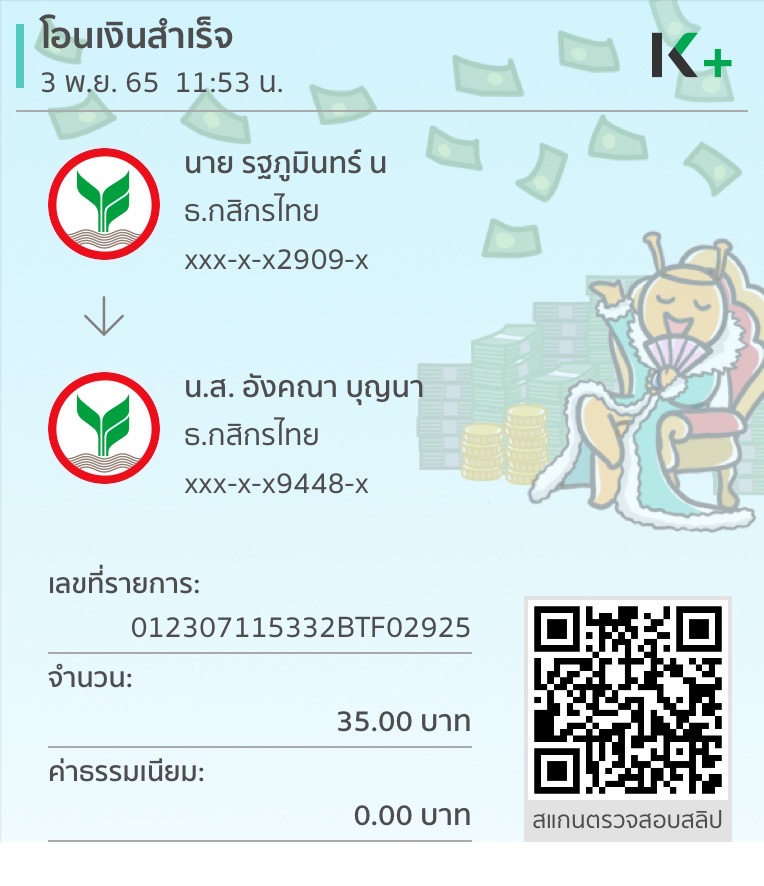 โอนเงินสำเร็จ
3 พ.ย. 65 11:53 น.
K+
นาย รฐภูมินทร์ น
ธ.กสิกรไทย
xxx-x-x2909-x
น.ส. อังคณา บุญนา
ธ.กสิกรไทย
xxx-x-x9448-x
เลขที่รายการ:
012307115332BTF02925
จำนวน:
35.00 บาท
ค่าธรรมเนียม:
0.00 บาท
สแกนตรวจสอบสลิป